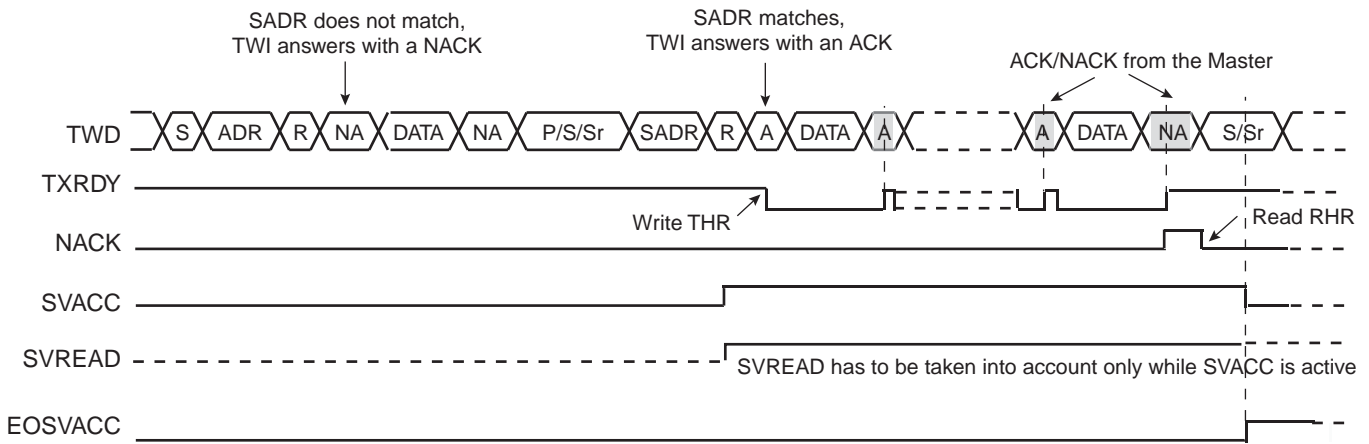 SADR does not match,
TWI answers with a NACK
SADR matches,
TWI answers with an ACK
ACK/NACK from the Master
TWD S ADR R NA DATA NA P/S/Sr SADR R A DATA A A DATA NA S/Sr
TXRDY
Write THR
Read RHR
NACK
SVACC
SVREAD
SVREAD has to be taken into account only while SVACC is active
EOSVACC